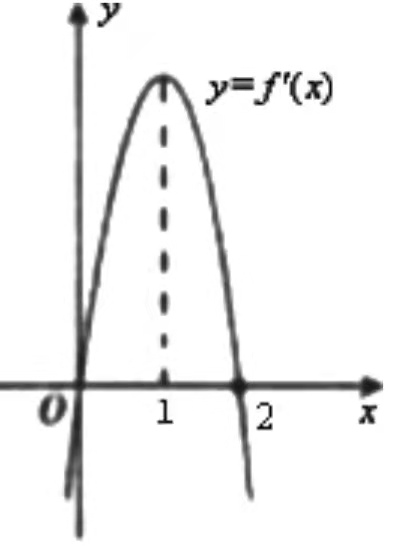 y
y=f'(x)
O 1 2 x